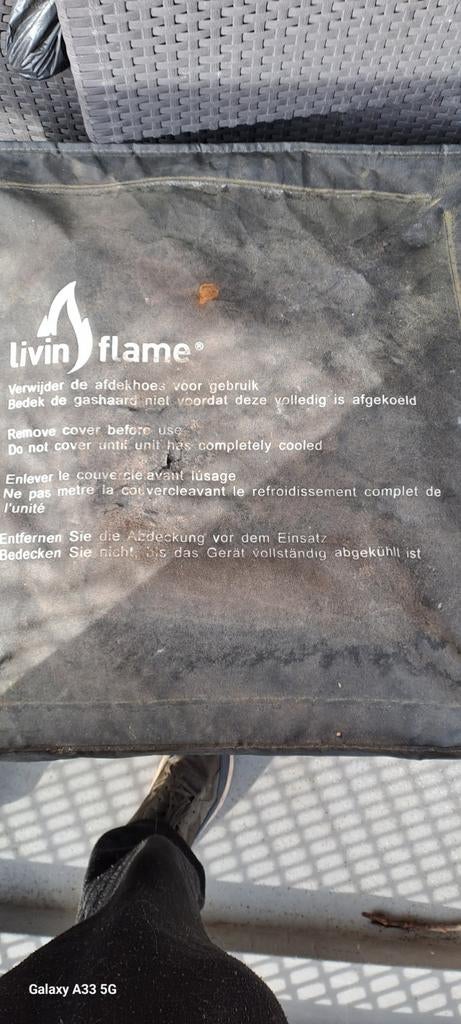 livin flame®
Verwijder de afdekhoes voor gebruik
Bedek de gashaard niet voordat deze volledig is afgekoeld
Remove cover before use
Do not cover until unit has completely cooled
Enlever le couvercleavant lúsage
Ne pas metre la couvercleavant le refroidissement complet de
l'unité
Entfernen Sie die Abdeckung vor dem Einsatz
Bedecken Sie nicht, bis das Gerät vollständig abgekühlt ist
Galaxy A33 5G